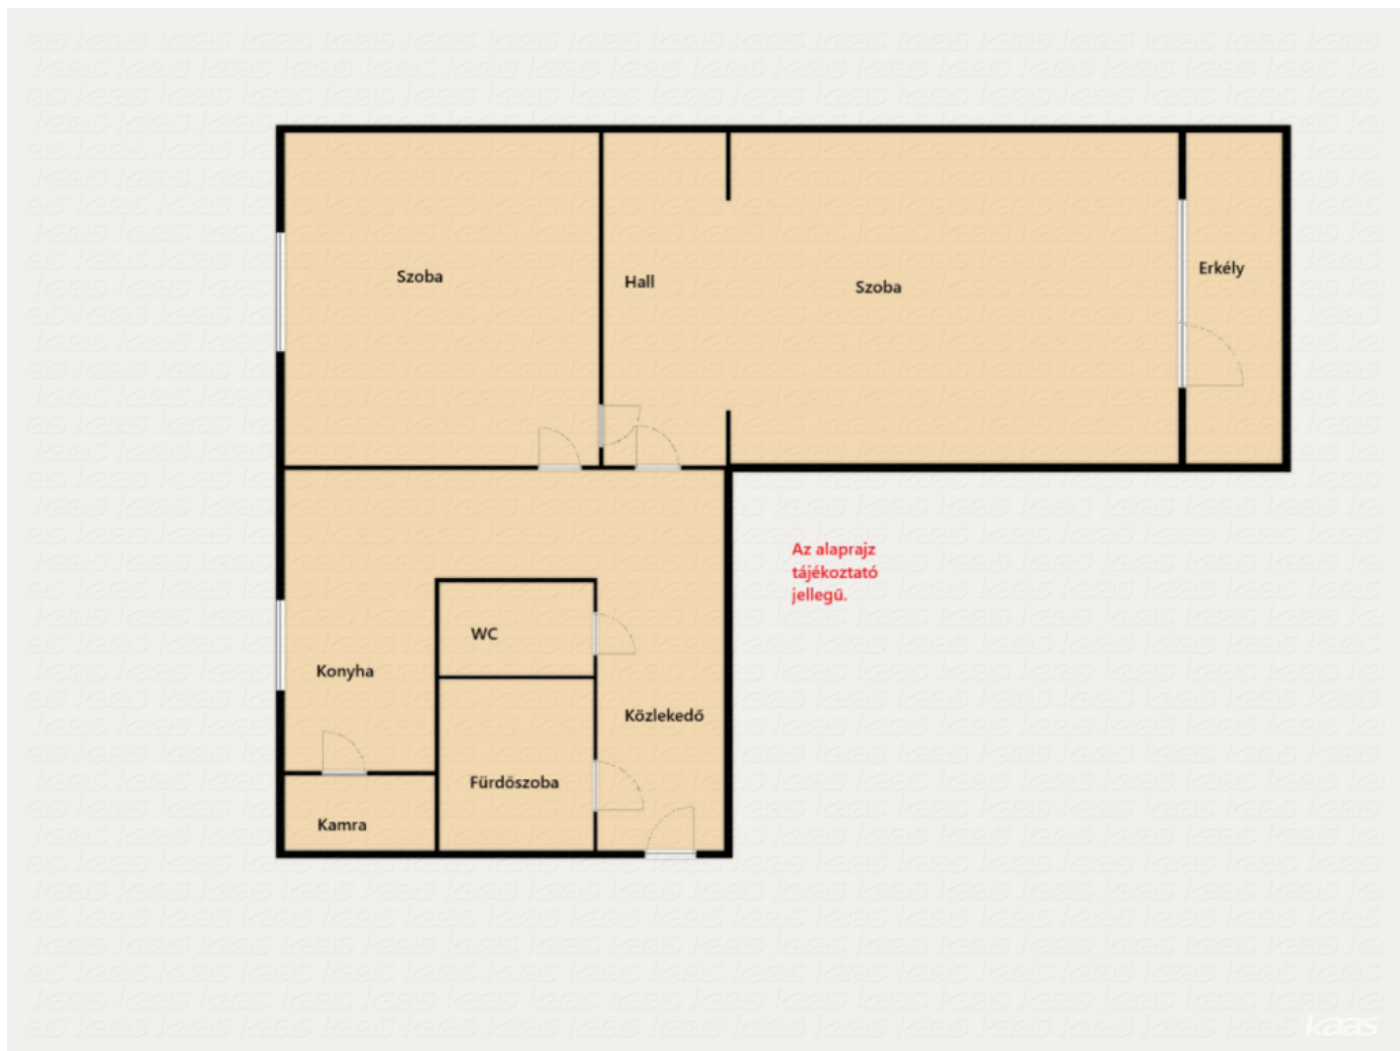 Szoba
Hall
Szoba
Erkély
Az alaprajz
tájékoztató
jellegű.
WC
Konyha
Közlekedő
Fürdőszoba
Kamra
kaas